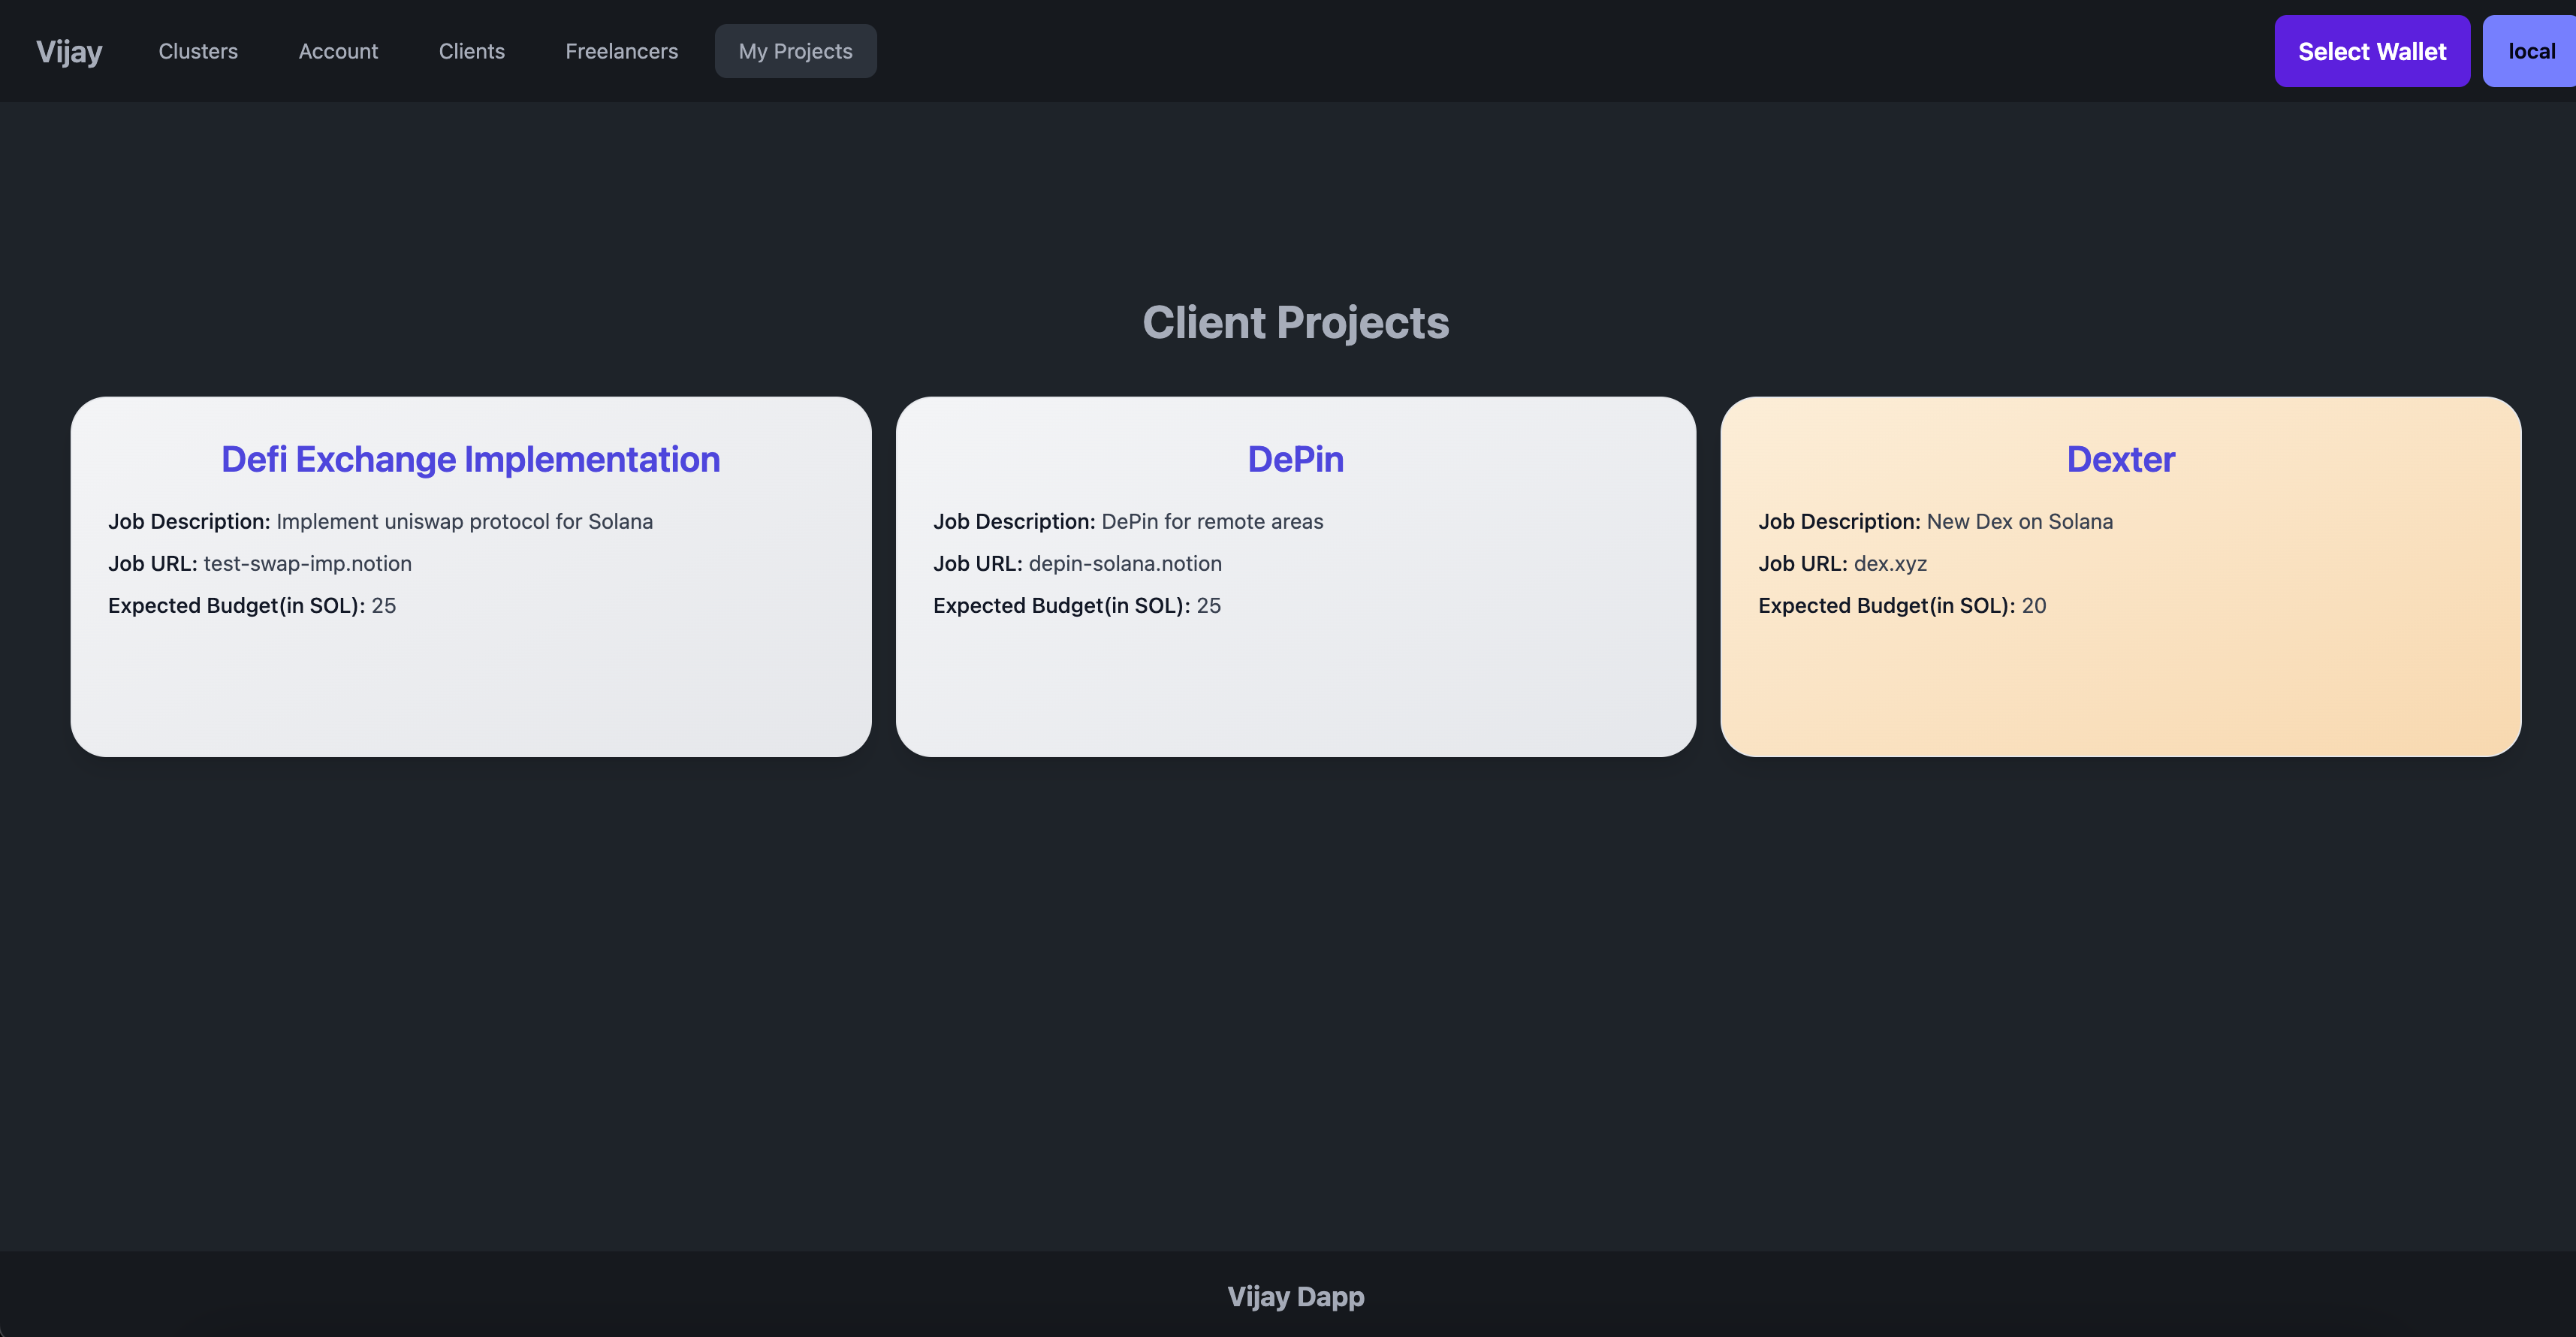 Vijay Clusters Account Clients Freelancers My Projects Select Wallet local
Client Projects
Defi Exchange Implementation
Job Description: Implement uniswap protocol for Solana
Job URL: test-swap-imp.notion
Expected Budget(in SOL): 25
DePin
Job Description: DePin for remote areas
Job URL: depin-solana.notion
Expected Budget(in SOL): 25
Dexter
Job Description: New Dex on Solana
Job URL: dex.xyz
Expected Budget(in SOL): 20
Vijay Dapp